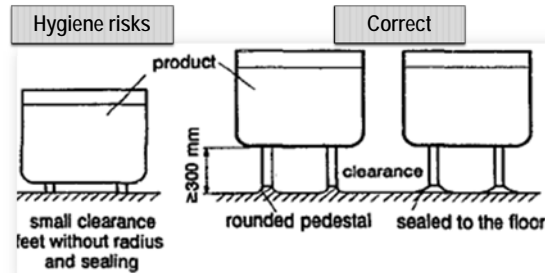 Hygiene risks
Correct
product
≥300 mm
clearance
small clearance
feet without radius
and sealing
rounded pedestal
sealed to the floor